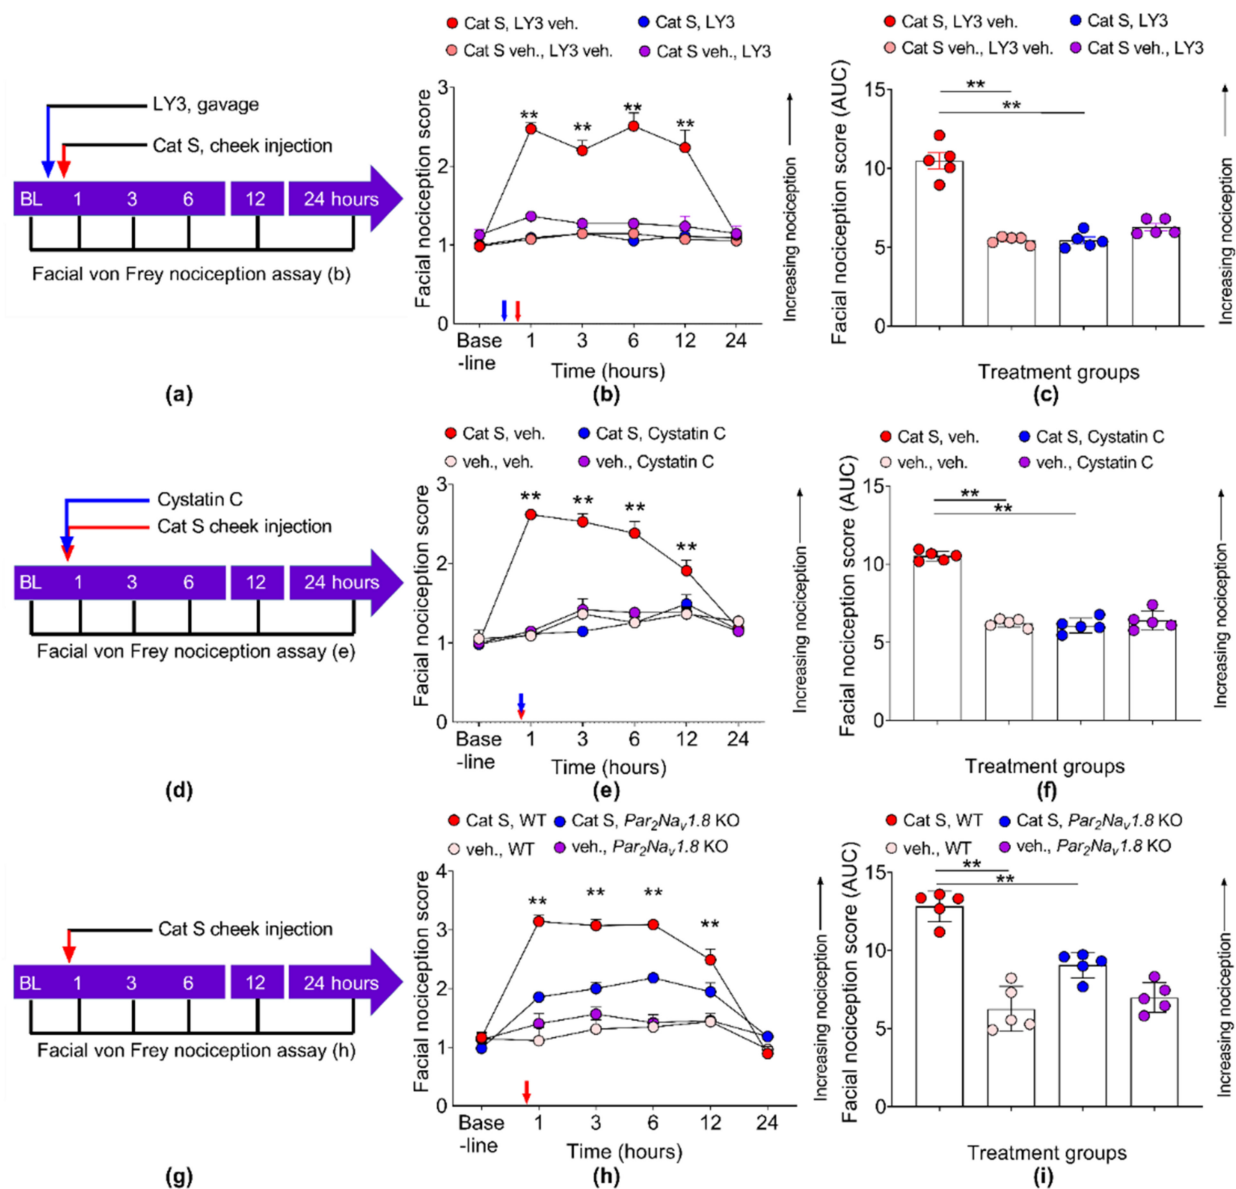 LY3, gavage
Cat S, cheek injection
BL 1 3 6 12 24 hours
Facial von Frey nociception assay (b)
(a)
Cat S, LY3 veh. Cat S, LY3
Cat S veh., LY3 veh. Cat S veh., LY3
Facial nociception score
3
2
1
0
** ** ** **
Base
-line
1 3 6 12 24
Time (hours)
Increasing nociception
(b)
Cat S, LY3 veh. Cat S, LY3
Cat S veh., LY3 veh. Cat S veh., LY3
Facial nociception score (AUC)
15
10
5
0
**
**
Treatment groups
Increasing nociception
(c)
Cystatin C
Cat S cheek injection
BL 1 3 6 12 24 hours
Facial von Frey nociception assay (e)
(d)
Cat S, veh. Cat S, Cystatin C
veh., veh. veh., Cystatin C
Facial nociception score
3
2
1
0
** ** ** **
Base
-line
1 3 6 12 24
Time (hours)
Increasing nociception
(e)
Cat S, veh. Cat S, Cystatin C
veh., veh. veh., Cystatin C
Facial nociception score (AUC)
15
10
5
0
**
**
Treatment groups
Increasing nociception
(f)
Cat S cheek injection
BL 1 3 6 12 24 hours
Facial von Frey nociception assay (h)
(g)
Cat S, WT Cat S, Par₂Naᵥ1.8 KO
veh., WT veh., Par₂Naᵥ1.8 KO
Facial nociception score
4
3
2
1
0
** ** ** **
Base
-line
1 3 6 12 24
Time (hours)
Increasing nociception
(h)
Cat S, WT Cat S, Par₂Naᵥ1.8 KO
veh., WT veh., Par₂Naᵥ1.8 KO
Facial nociception score (AUC)
15
10
5
0
**
**
Treatment groups
Increasing nociception
(i)